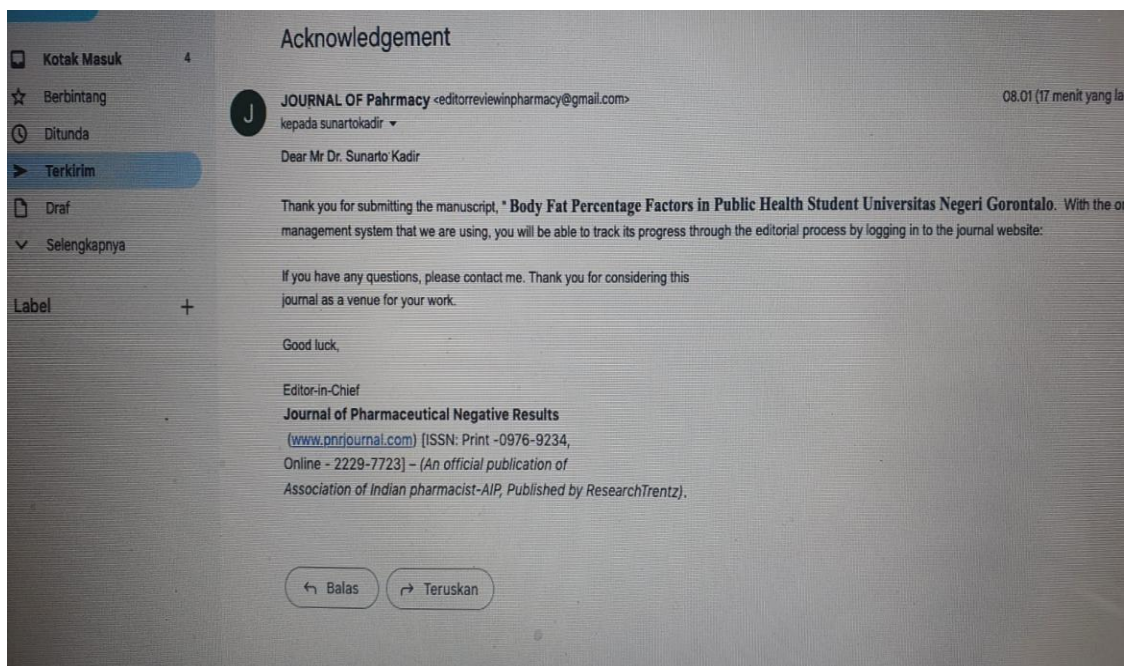 Acknowledgement
Kotak Masuk 4
Berbintang
Ditunda
Terkirim
Draf
Selengkapnya
Label +
J
JOURNAL OF Pahrmacy <editorreviewinpharmacy@gmail.com>
08.01 (17 menit yang la
kepada sunartokadir
Dear Mr Dr. Sunarto Kadir
Thank you for submitting the manuscript, " Body Fat Percentage Factors in Public Health Student Universitas Negeri Gorontalo. With the
management system that we are using, you will be able to track its progress through the editorial process by logging in to the journal website:
If you have any questions, please contact me. Thank you for considering this
journal as a venue for your work.
Good luck,
Editor-in-Chief
Journal of Pharmaceutical Negative Results
(www.pnrjournal.com) [ISSN: Print -0976-9234,
Online - 2229-7723] – (An official publication of
Association of Indian pharmacist-AIP, Published by ResearchTrentz).
Balas
Teruskan